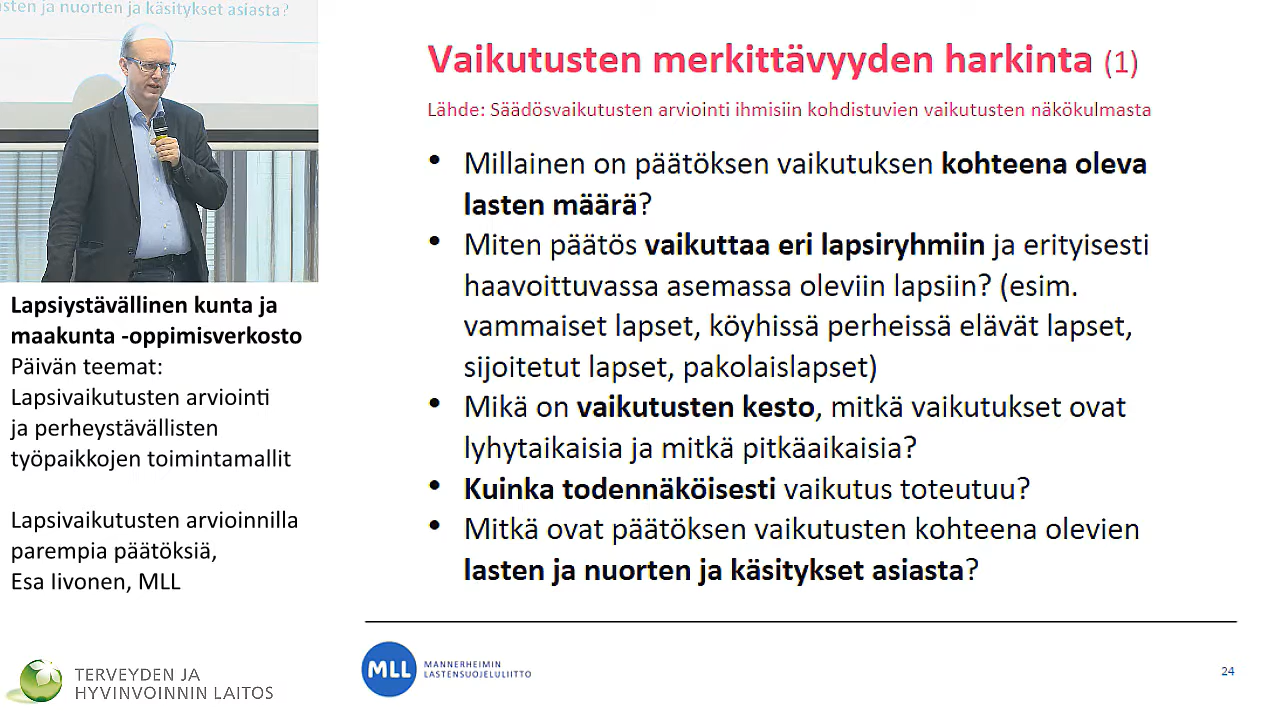 sten ja nuorten ja käsitykset asiasta?
Lapsiystävällinen kunta ja
maakunta -oppimisverkosto
Päivän teemat:
Lapsivaikutusten arviointi
ja perheystävällisten
työpaikkojen toimintamallit
Lapsivaikutusten arvioinnilla
parempia päätöksiä,
Esa Iivonen, MLL
TERVEYDEN JA
HYVINVOINNIN LAITOS
Vaikutusten merkittävyyden harkinta (1)
Lähde: Säädösvaikutusten arviointi ihmisiin kohdistuvien vaikutusten näkökulmasta
• Millainen on päätöksen vaikutuksen kohteena oleva
lasten määrä?
• Miten päätös vaikuttaa eri lapsiryhmiin ja erityisesti
haavoittuvassa asemassa oleviin lapsiin? (esim.
vammaiset lapset, köyhissä perheissä elävät lapset,
sijoitetut lapset, pakolaislapset)
• Mikä on vaikutusten kesto, mitkä vaikutukset ovat
lyhytaikaisia ja mitkä pitkäaikaisia?
• Kuinka todennäköisesti vaikutus toteutuu?
• Mitkä ovat päätöksen vaikutusten kohteena olevien
lasten ja nuorten ja käsitykset asiasta?
MLL
MANNERHEIMIN
LASTENSUOJELULIITTO
24